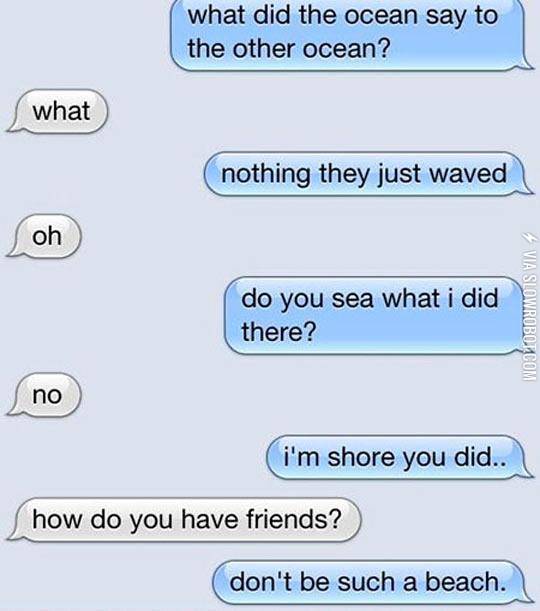 what did the ocean say to
the other ocean?
what
nothing they just waved
oh
do you sea what i did
there?
no
i'm shore you did..
how do you have friends?
don't be such a beach.
VIA SLOWROBOT.COM